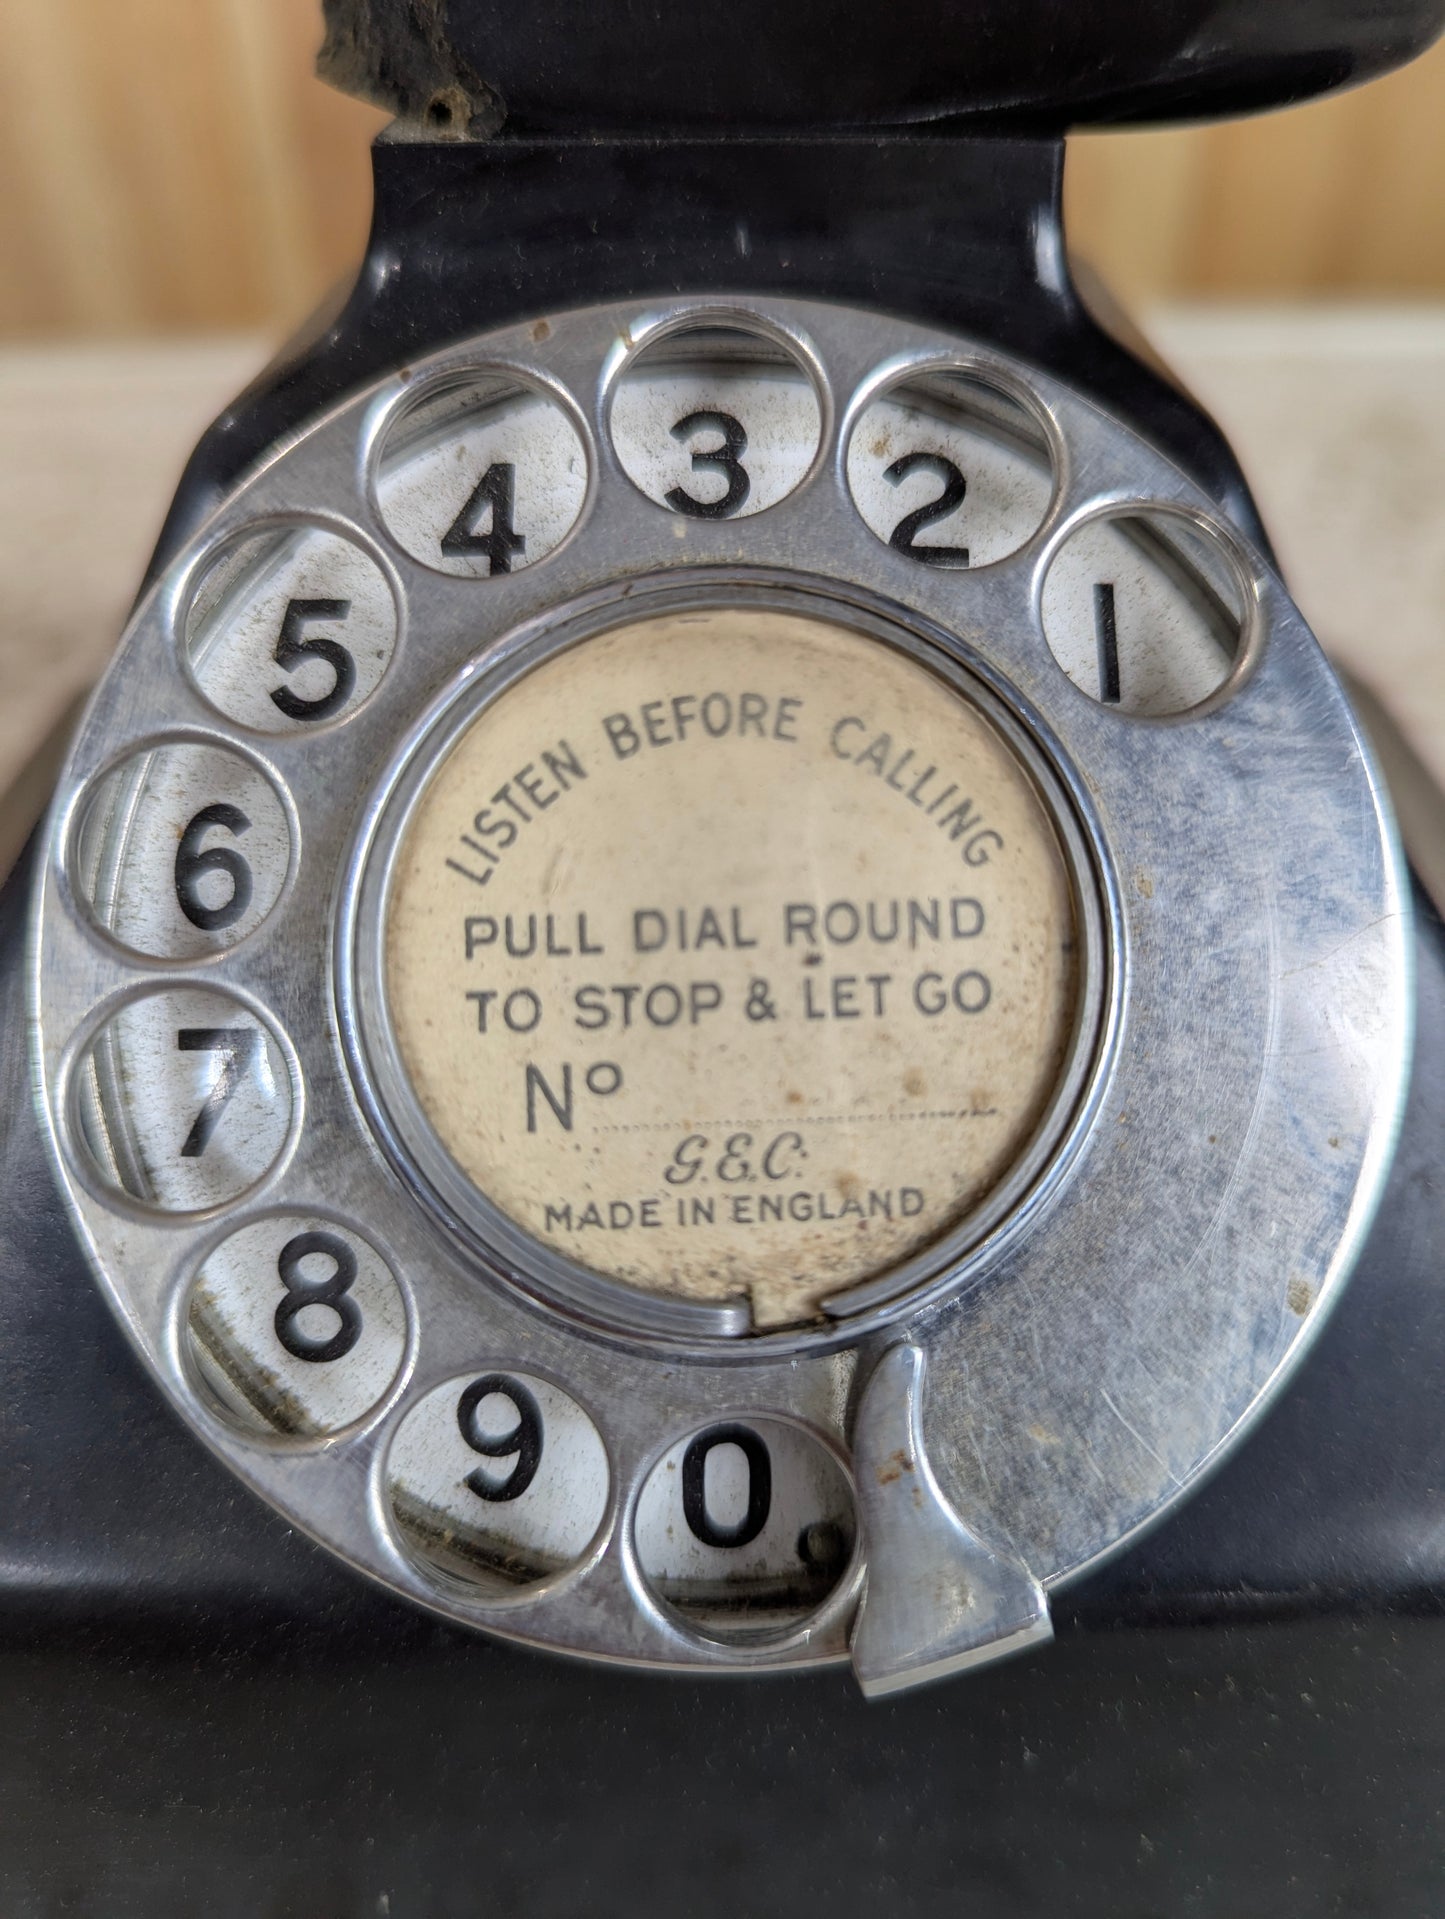 1
2
3
4
5
6
7
8
9
0
LISTEN BEFORE CALLING
PULL DIAL ROUND
TO STOP & LET GO
Nº
G.E.C.
MADE IN ENGLAND